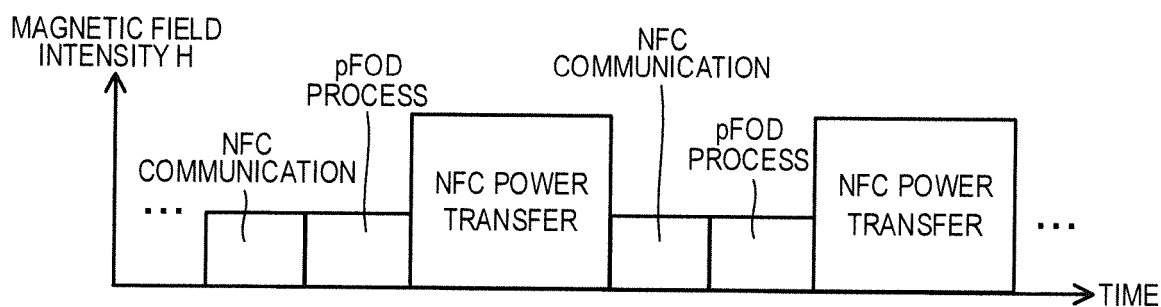 MAGNETIC FIELD
INTENSITY H
NFC
COMMUNICATION
pFOD
PROCESS
NFC POWER
TRANSFER
NFC
COMMUNICATION
pFOD
PROCESS
NFC POWER
TRANSFER
...
...
TIME